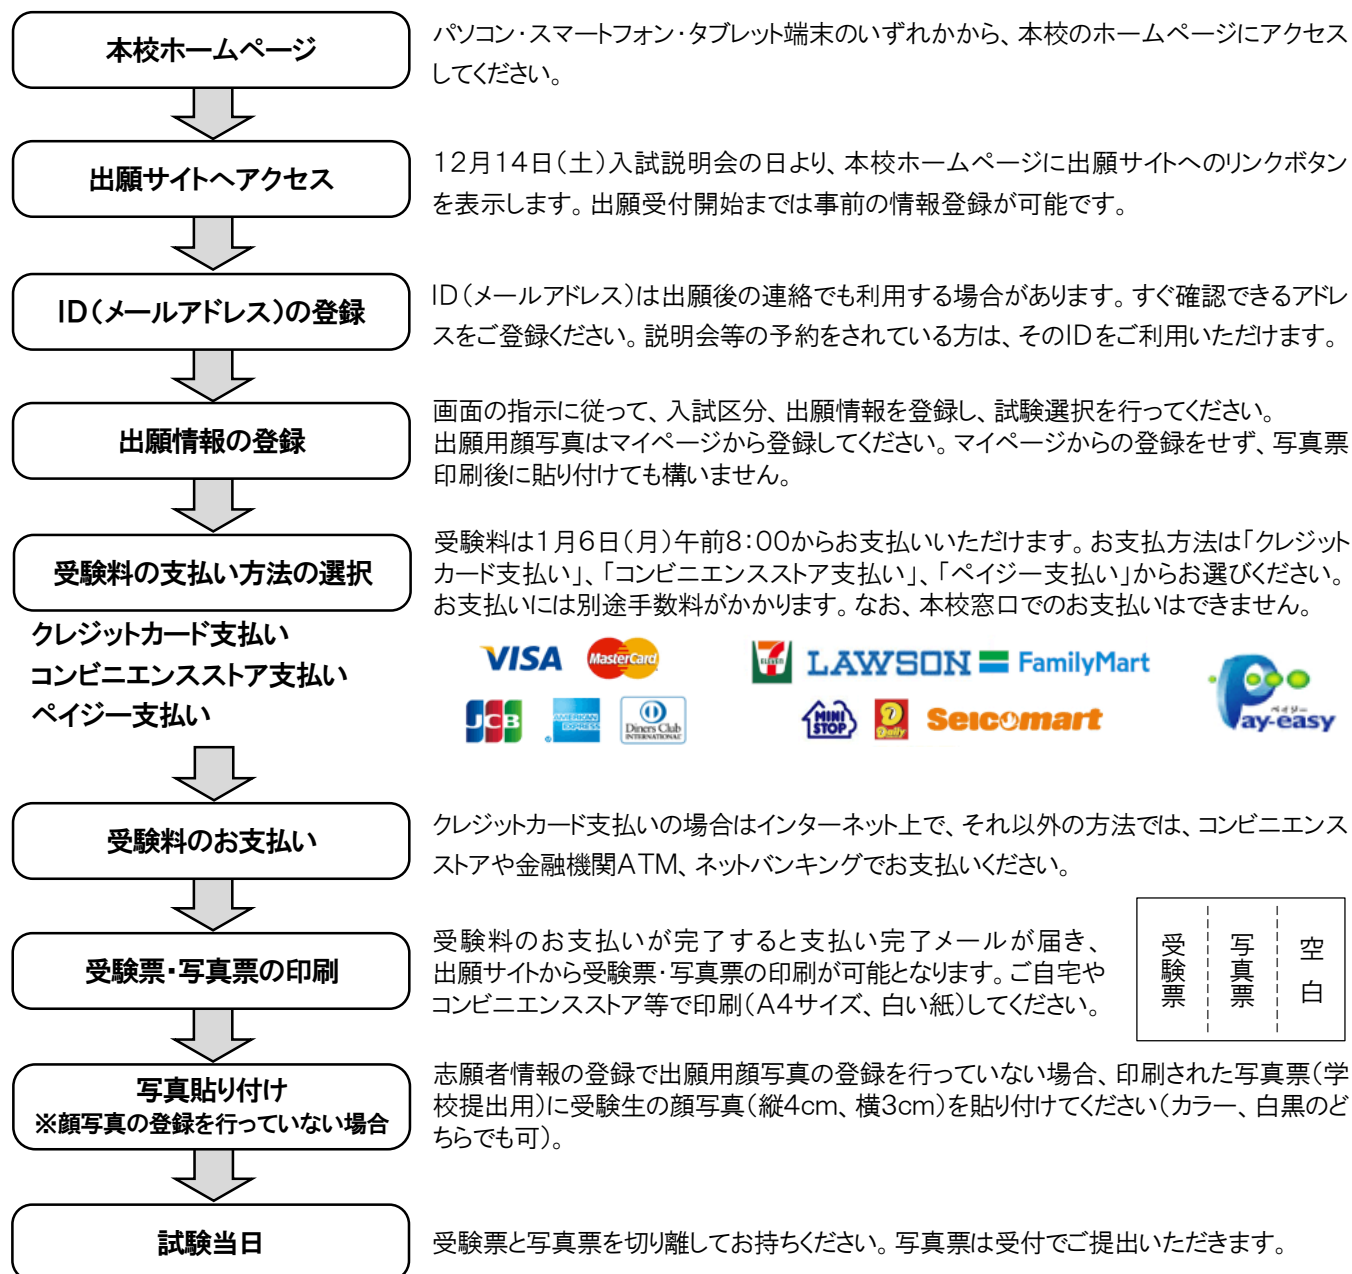 本校ホームページ
パソコン・スマートフォン・タブレット端末のいずれかから、本校のホームページにアクセス
してください。
出願サイトへアクセス
12月14日(土)入試説明会の日より、本校ホームページに出願サイトへのリンクボタン
を表示します。出願受付開始までは事前の情報登録が可能です。
ID(メールアドレス)の登録
ID(メールアドレス)は出願後の連絡でも利用する場合があります。すぐ確認できるアドレ
スをご登録ください。説明会等の予約をされている方は、そのIDをご利用いただけます。
出願情報の登録
画面の指示に従って、入試区分、出願情報を登録し、試験選択を行ってください。
出願用顔写真はマイページから登録してください。マイページからの登録をせず、写真票
印刷後に貼り付けても構いません。
受験料の支払い方法の選択
受験料は1月6日(月)午前8:00からお支払いいただけます。お支払方法は「クレジット
カード支払い」、「コンビニエンスストア支払い」、「ペイジー支払い」からお選びください。
お支払いには別途手数料がかかります。なお、本校窓口でのお支払いはできません。
クレジットカード支払い
コンビニエンスストア支払い
ペイジー支払い
VISA MasterCard
JCB AMERICAN EXPRESS Diners Club INTERNATIONAL
7 ELEVEN LAWSON FamilyMart
MINI STOP D Daily Seicomart
ペイジー
Pay-easy
受験料のお支払い
クレジットカード支払いの場合はインターネット上で、それ以外の方法では、コンビニエンス
ストアや金融機関ATM、ネットバンキングでお支払いください。
受験票・写真票の印刷
受験料のお支払いが完了すると支払い完了メールが届き、
出願サイトから受験票・写真票の印刷が可能となります。ご自宅や
コンビニエンスストア等で印刷(A4サイズ、白い紙)してください。
受験票
写真票
空白
写真貼り付け
※顔写真の登録を行っていない場合
志願者情報の登録で出願用顔写真の登録を行っていない場合、印刷された写真票(学
校提出用)に受験生の顔写真(縦4cm、横3cm)を貼り付けてください(カラー、白黒のど
ちらでも可)。
試験当日
受験票と写真票を切り離してお持ちください。写真票は受付でご提出いただきます。